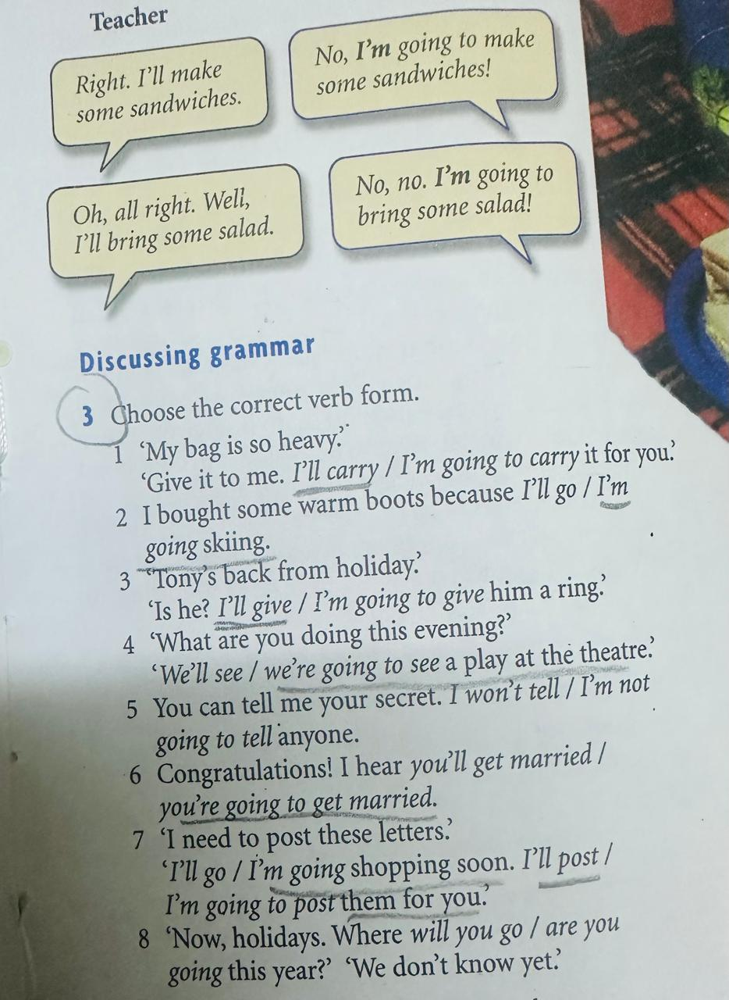 Teacher
Right. I'll make
some sandwiches.
No, I'm going to make
some sandwiches!
Oh, all right. Well,
I'll bring some salad.
No, no. I'm going to
bring some salad!
Discussing grammar
3 Choose the correct verb form.
1 'My bag is so heavy.'
'Give it to me. I'll carry / I'm going to carry it for you.'
2 I bought some warm boots because I'll go / I'm
going skiing.
3 'Tony's back from holiday.'
'Is he? I'll give / I'm going to give him a ring.'
4 'What are you doing this evening?'
'We'll see / we're going to see a play at the theatre.'
5 You can tell me your secret. I won't tell / I'm not
going to tell anyone.
6 Congratulations! I hear you'll get married /
you're going to get married.
7 'I need to post these letters.'
'I'll go / I'm going shopping soon. I'll post /
I'm going to post them for you.'
8 'Now, holidays. Where will you go / are you
going this year?' 'We don't know yet.'